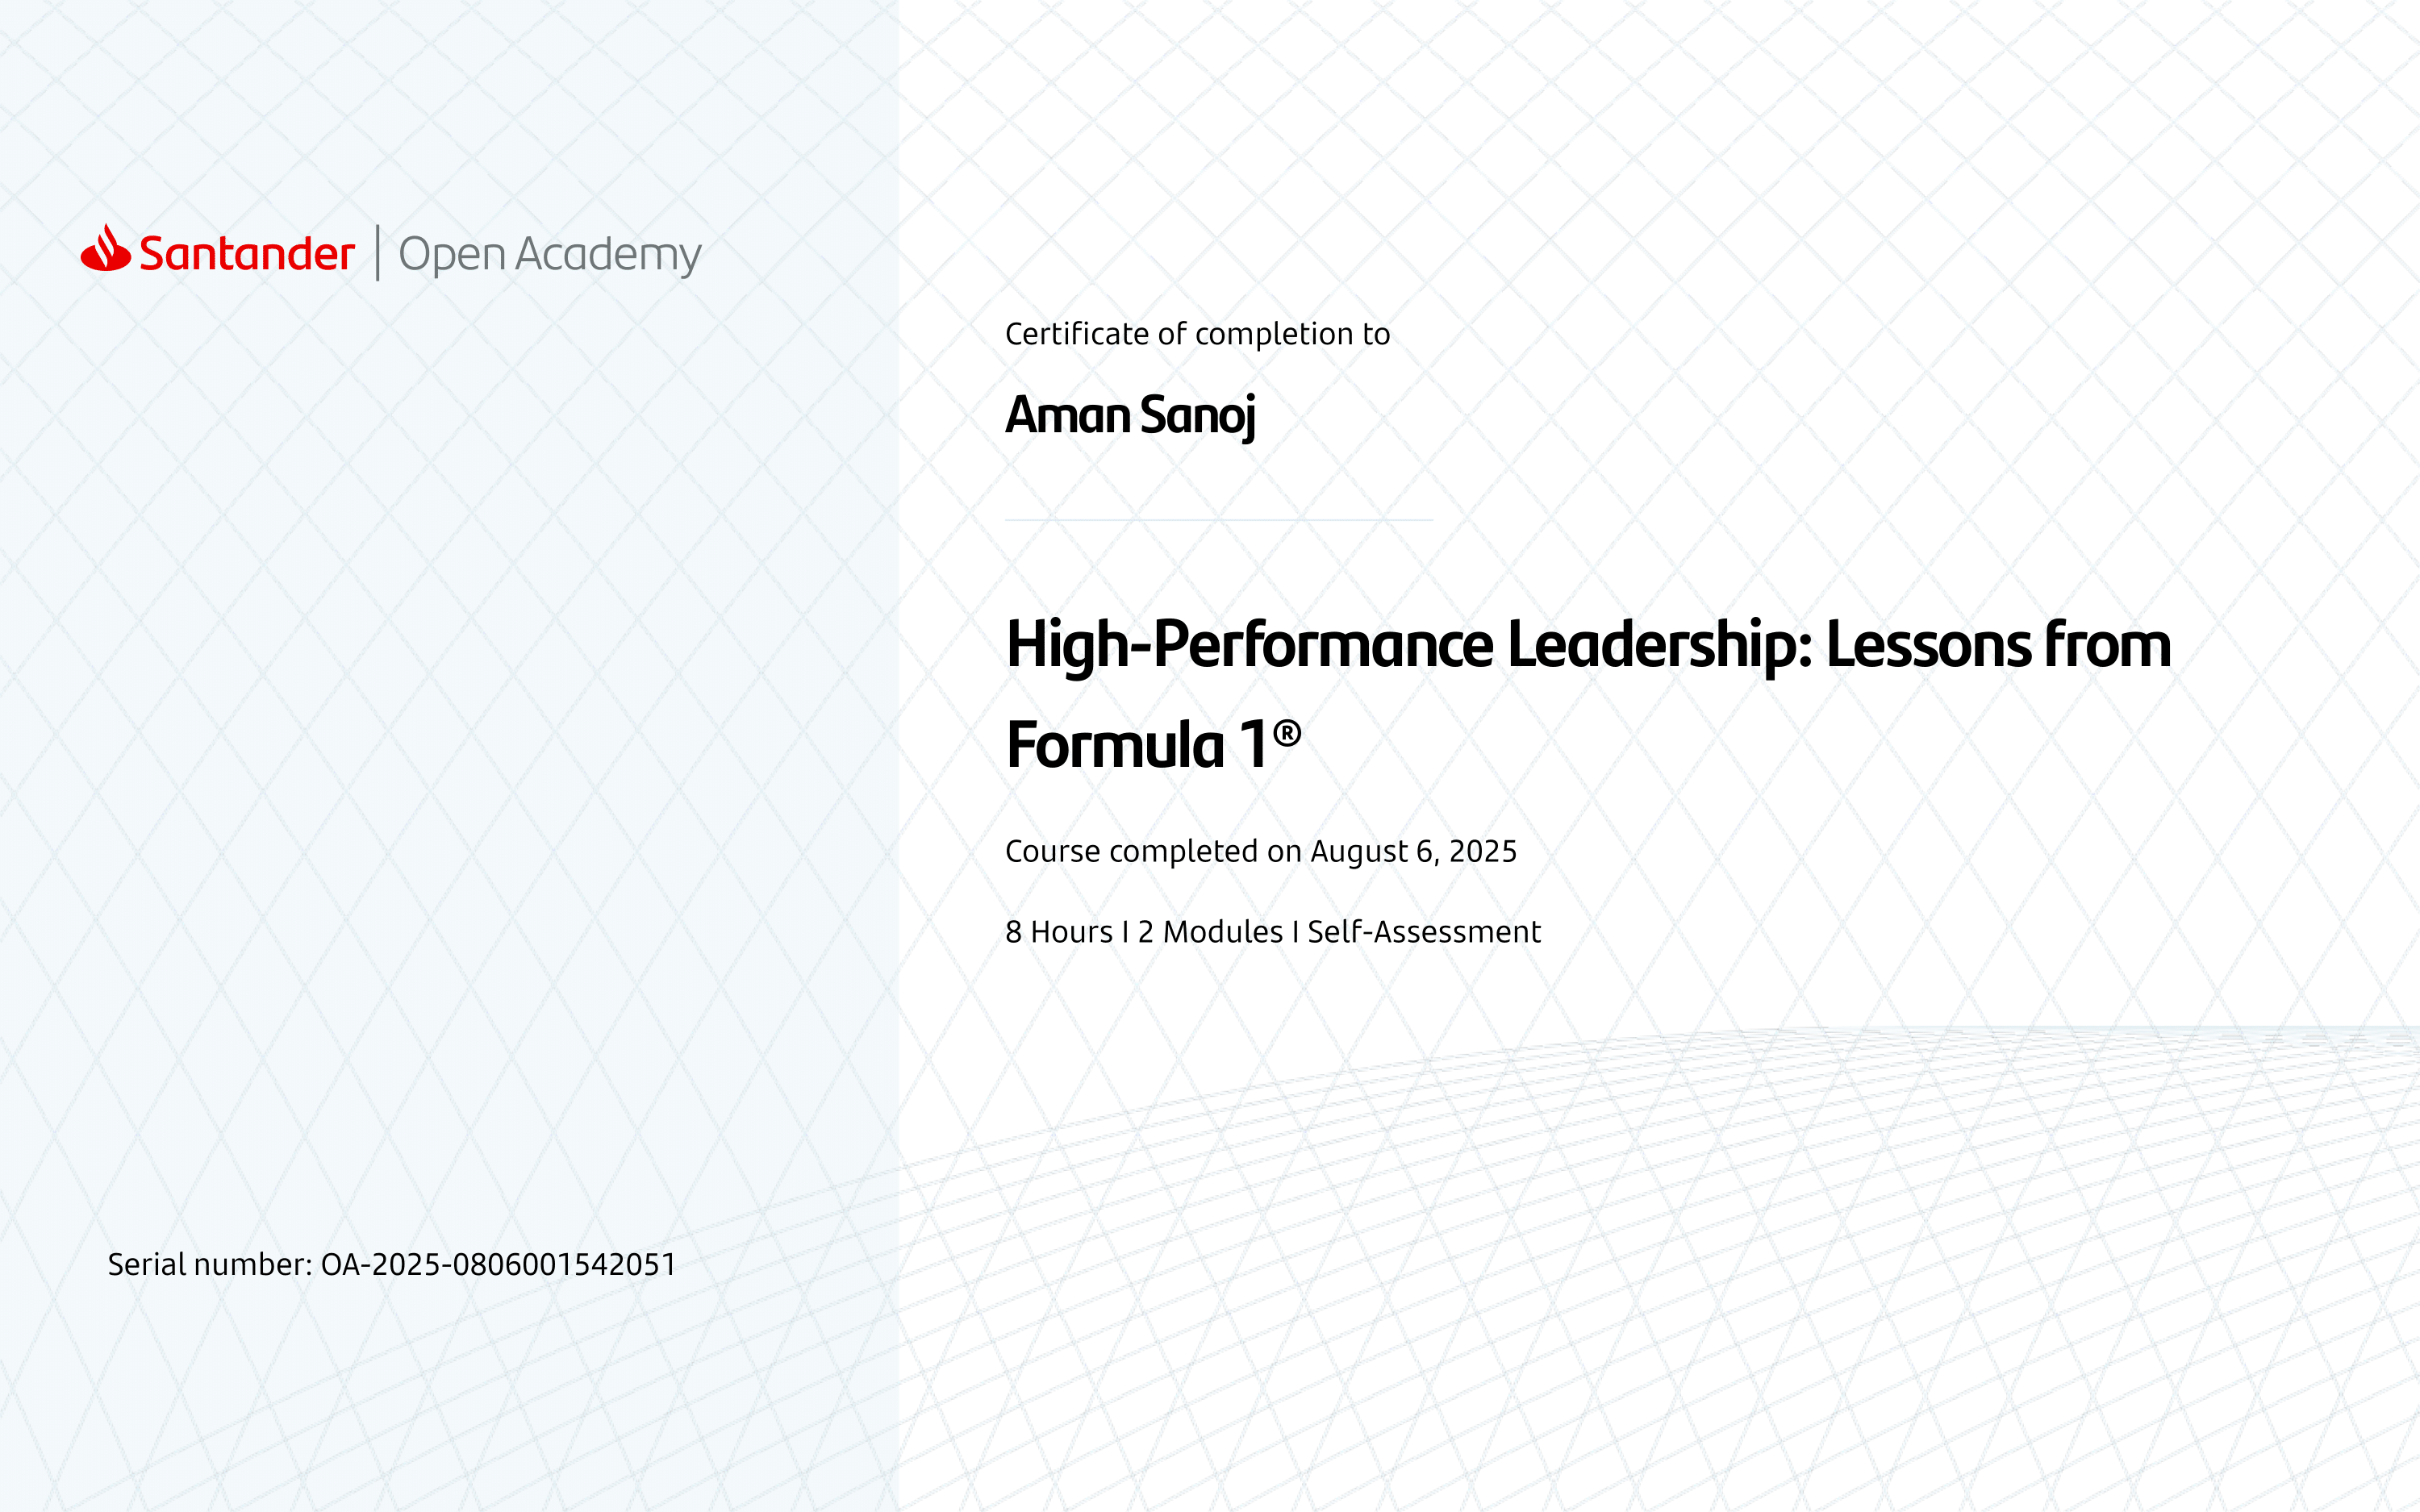 Santander | Open Academy
Certificate of completion to
Aman Sanoj
High-Performance Leadership: Lessons from
Formula 1®
Course completed on August 6, 2025
8 Hours I 2 Modules I Self-Assessment
Serial number: OA-2025-0806001542051